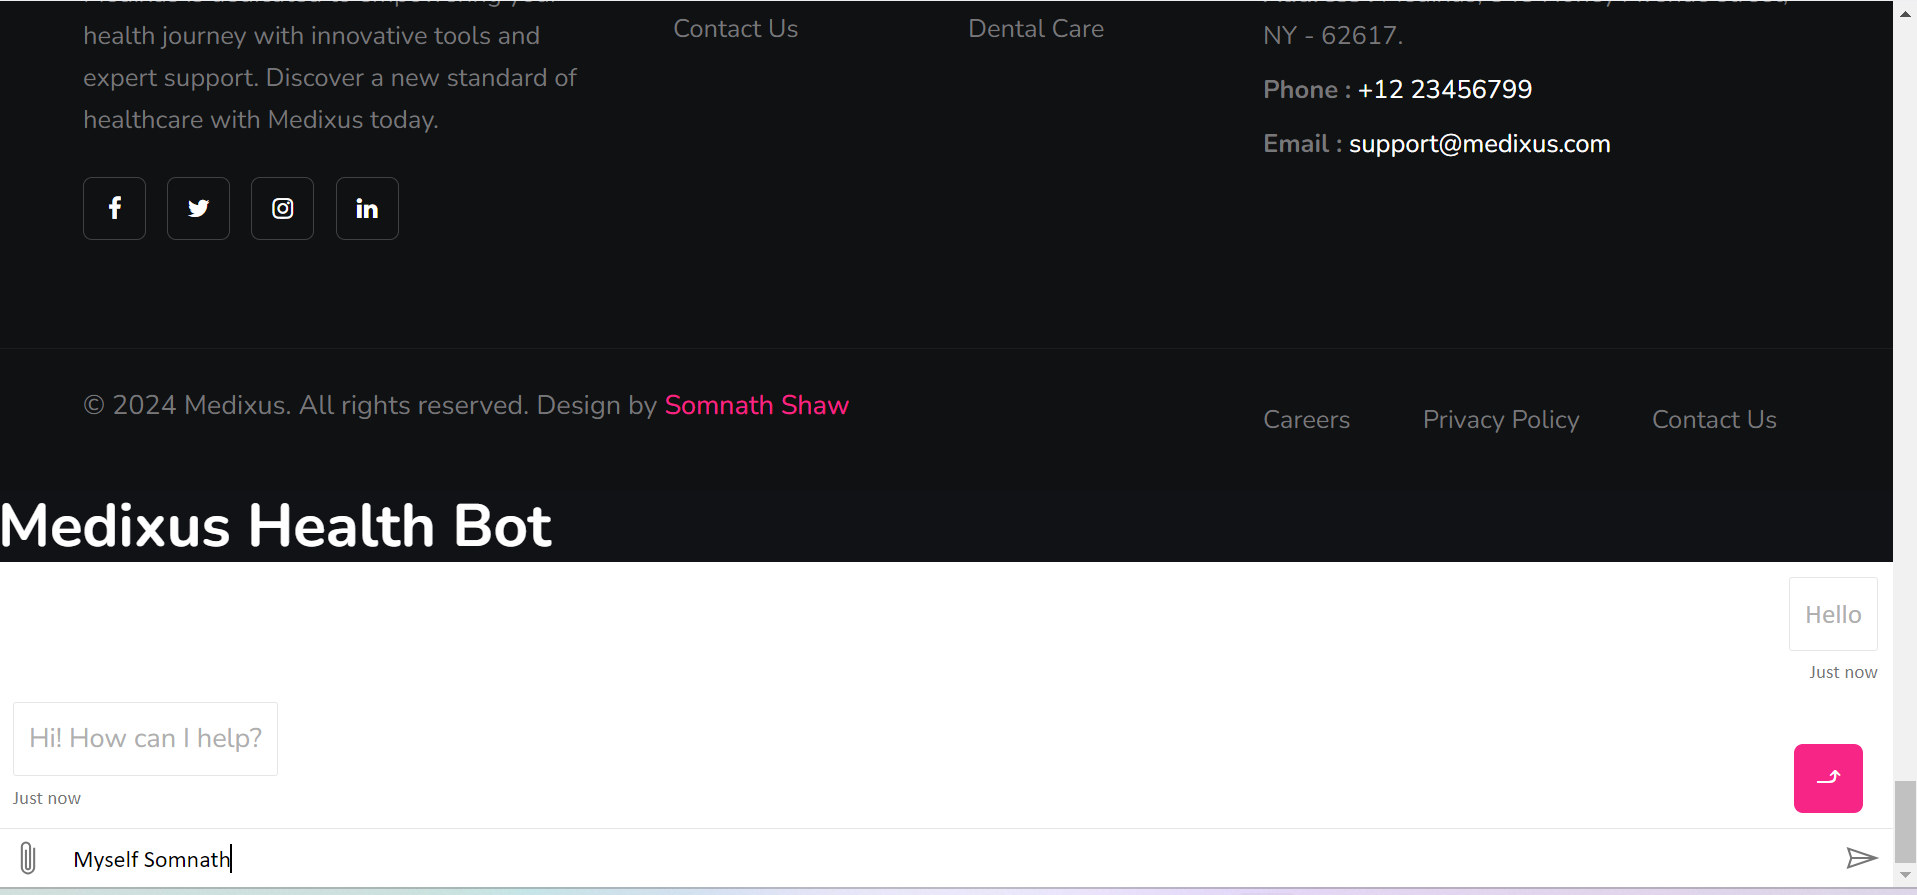 health journey with innovative tools and
expert support. Discover a new standard of
healthcare with Medixus today.
Contact Us
Dental Care
NY - 62617.
Phone : +12 23456799
Email : support@medixus.com
© 2024 Medixus. All rights reserved. Design by Somnath Shaw
Careers
Privacy Policy
Contact Us
Medixus Health Bot
Hello
Just now
Hi! How can I help?
Just now
Myself Somnath